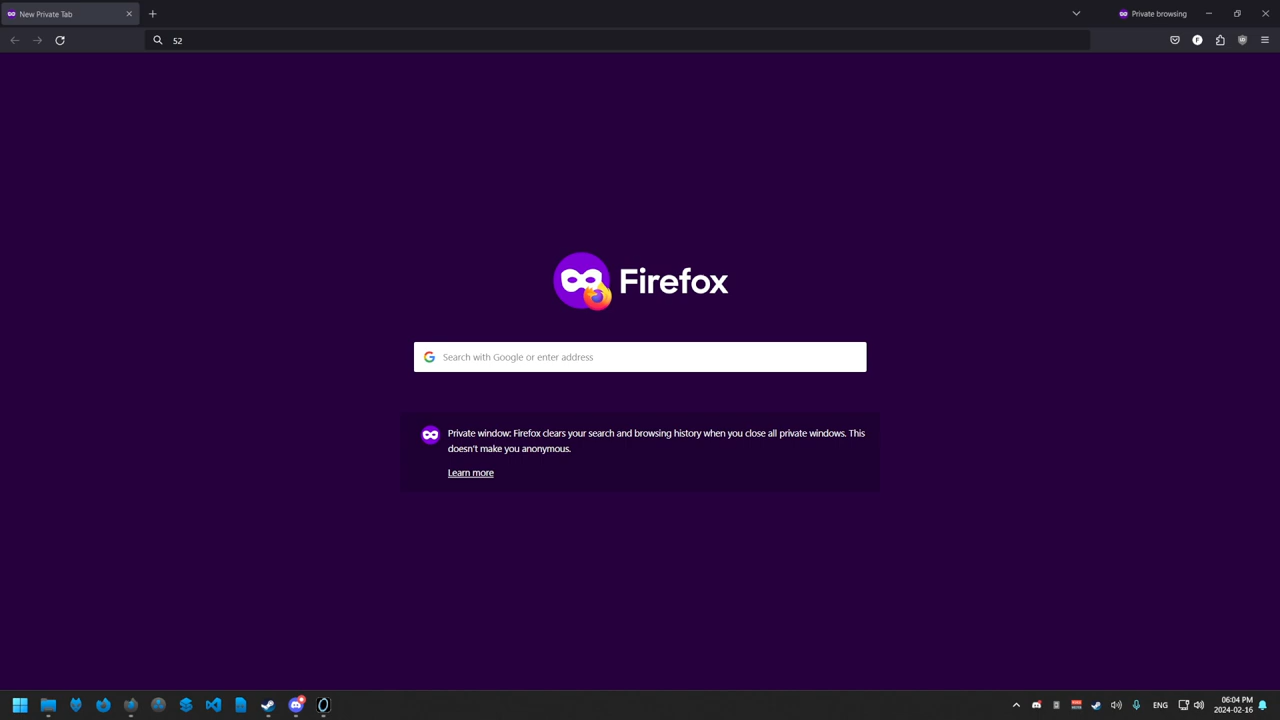 New Private Tab
Private browsing
52
Firefox
Search with Google or enter address
Private window: Firefox clears your search and browsing history when you close all private windows. This
doesn't make you anonymous.
Learn more
ENG
06:04 PM
2024-02-16